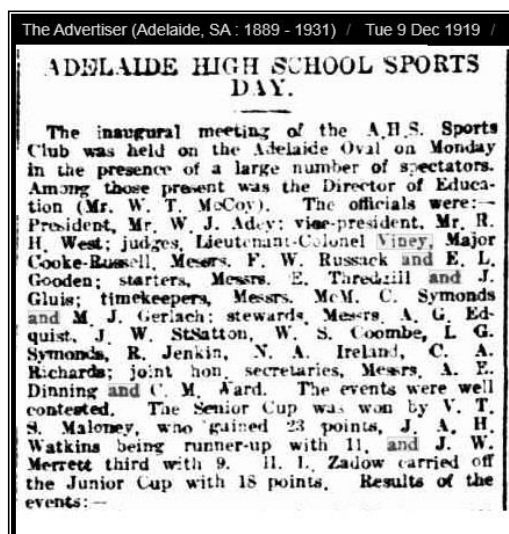 The Advertiser (Adelaide, SA : 1889 - 1931) / Tue 9 Dec 1919 /
ADELAIDE HIGH SCHOOL SPORTS
DAY.
The inaugural meeting of the A.H.S. Sports
Club was held on the Adelaide Oval on Monday
in the presence of a large number of spectators.
Among those present was the Director of Educa-
tion (Mr. W. T. McCoy). The officials were:—
President, Mr. W. J. Adey; vice-president, Mr. R.
H. West; judges, Lieutenant-Colonel Viney, Major
Cooke-Russell, Messrs. F. W. Russack and E. L.
Gooden; starters, Messrs. E. Thredgill and J.
Gluis; timekeepers, Messrs. McM. C. Symonds
and M. J. Gerlach; stewards, Messrs. A. G. Ed-
quist, J. W. StSatton, W. S. Coombe, L. G.
Symonds, R. Jenkin, N. A. Ireland, C. A.
Richards; joint hon. secretaries, Messrs. A. E.
Dinning and C. M. Ward. The events were well
contested. The Senior Cup was won by V. T.
S. Maloney, who gained 23 points, J. A. H.
Watkins being runner-up with 11, and J. W.
Merrett third with 9. H. L. Zadow carried off
the Junior Cup with 18 points. Results of the
events:—